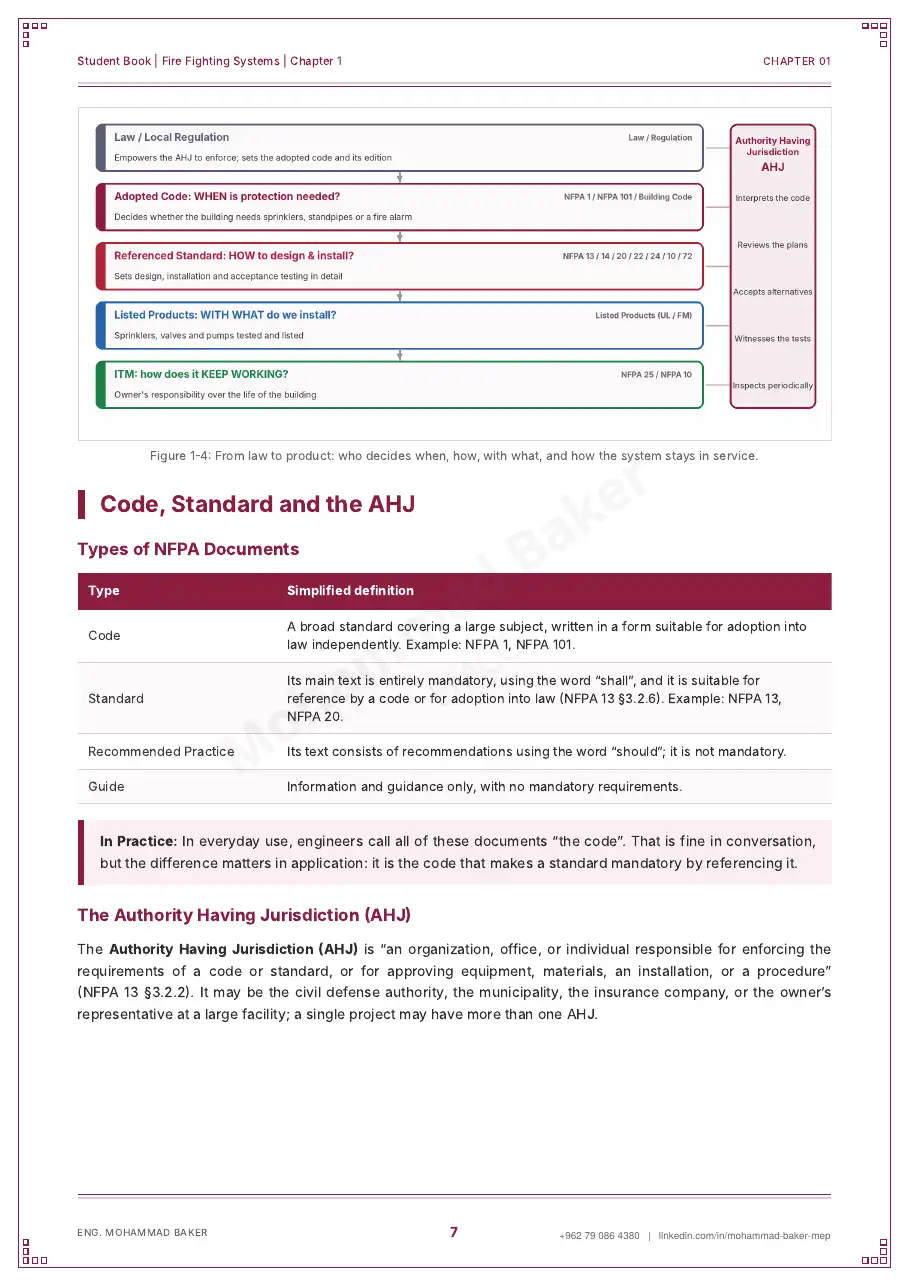 Student Book | Fire Fighting Systems | Chapter 1
CHAPTER 01
Law / Local Regulation
Law / Regulation
Empowers the AHJ to enforce; sets the adopted code and its edition
Adopted Code: WHEN is protection needed?
NFPA 1 / NFPA 101 / Building Code
Decides whether the building needs sprinklers, standpipes or a fire alarm
Referenced Standard: HOW to design & install?
NFPA 13 / 14 / 20 / 22 / 24 / 10 / 72
Sets design, installation and acceptance testing in detail
Listed Products: WITH WHAT do we install?
Listed Products (UL / FM)
Sprinklers, valves and pumps tested and listed
ITM: how does it KEEP WORKING?
NFPA 25 / NFPA 10
Owner's responsibility over the life of the building
Authority Having
Jurisdiction
AHJ
Interprets the code
Reviews the plans
Accepts alternatives
Witnesses the tests
Inspects periodically
Figure 1-4: From law to product: who decides when, how, with what, and how the system stays in service.
Code, Standard and the AHJ
Types of NFPA Documents
Type
Simplified definition
Code
A broad standard covering a large subject, written in a form suitable for adoption into
law independently. Example: NFPA 1, NFPA 101.
Standard
Its main text is entirely mandatory, using the word “shall”, and it is suitable for
reference by a code or for adoption into law (NFPA 13 §3.2.6). Example: NFPA 13,
NFPA 20.
Recommended Practice
Its text consists of recommendations using the word “should”; it is not mandatory.
Guide
Information and guidance only, with no mandatory requirements.
In Practice: In everyday use, engineers call all of these documents “the code”. That is fine in conversation,
but the difference matters in application: it is the code that makes a standard mandatory by referencing it.
The Authority Having Jurisdiction (AHJ)
The Authority Having Jurisdiction (AHJ) is “an organization, office, or individual responsible for enforcing the
requirements of a code or standard, or for approving equipment, materials, an installation, or a procedure”
(NFPA 13 §3.2.2). It may be the civil defense authority, the municipality, the insurance company, or the owner’s
representative at a large facility; a single project may have more than one AHJ.
Mohammad Baker
ENG. MOHAMMAD BAKER
7
+962 79 086 4380 | linkedin.com/in/mohammad-baker-mep